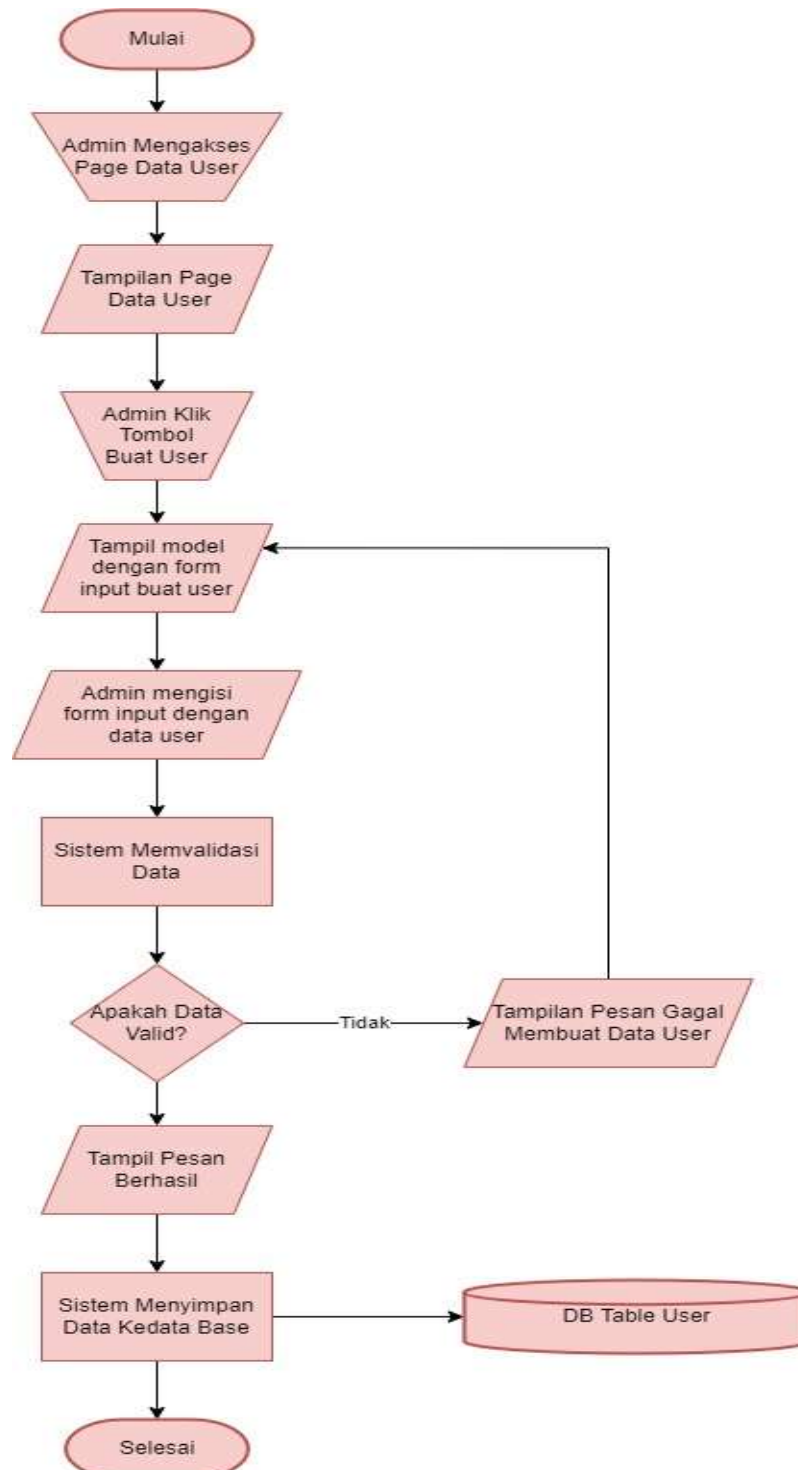 Mulai
Admin Mengakses
Page Data User
Tampilan Page
Data User
Admin Klik
Tombol
Buat User
Tampil model
dengan form
input buat user
Admin mengisi
form input dengan
data user
Sistem Memvalidasi
Data
Apakah Data
Valid?
Tidak
Tampilan Pesan Gagal
Membuat Data User
Tampil Pesan
Berhasil
Sistem Menyimpan
Data Kedata Base
DB Table User
Selesai